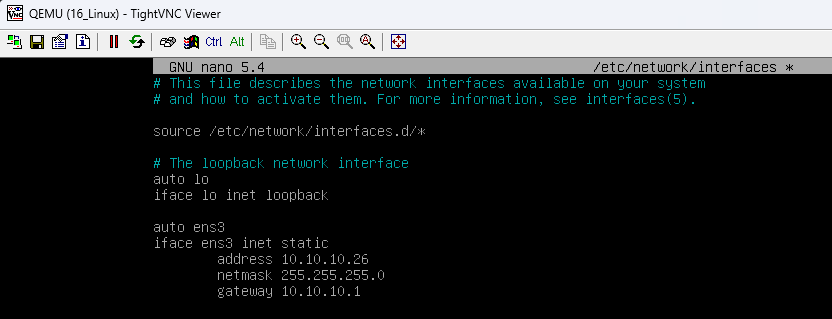 QEMU (16_Linux) - TightVNC Viewer
Ctrl Alt
GNU nano 5.4 /etc/network/interfaces *
# This file describes the network interfaces available on your system
# and how to activate them. For more information, see interfaces(5).
source /etc/network/interfaces.d/*
# The loopback network interface
auto lo
iface lo inet loopback
auto ens3
iface ens3 inet static
address 10.10.10.26
netmask 255.255.255.0
gateway 10.10.10.1